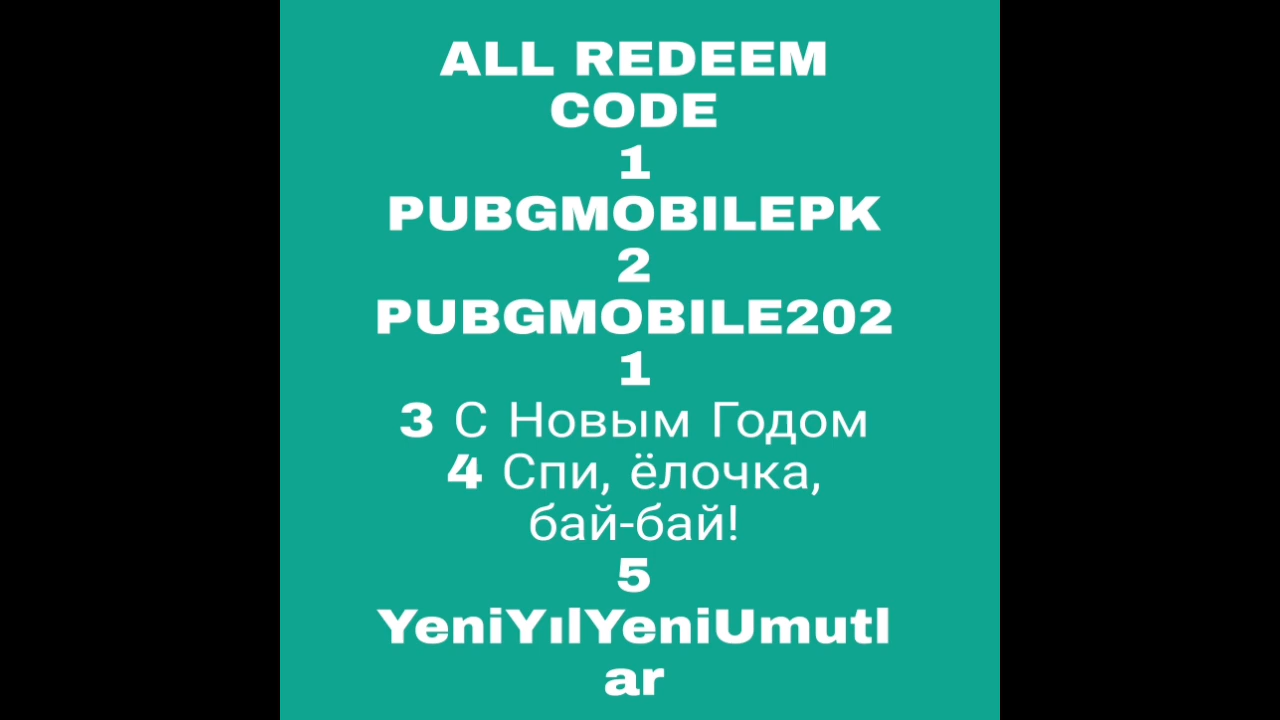 ALL REDEEM
CODE
1
PUBGMOBILEPK
2
PUBGMOBILE202
1
3 С Новым Годом
4 Спи, ёлочка,
бай-бай!
5
YeniYılYeniUmutl
ar